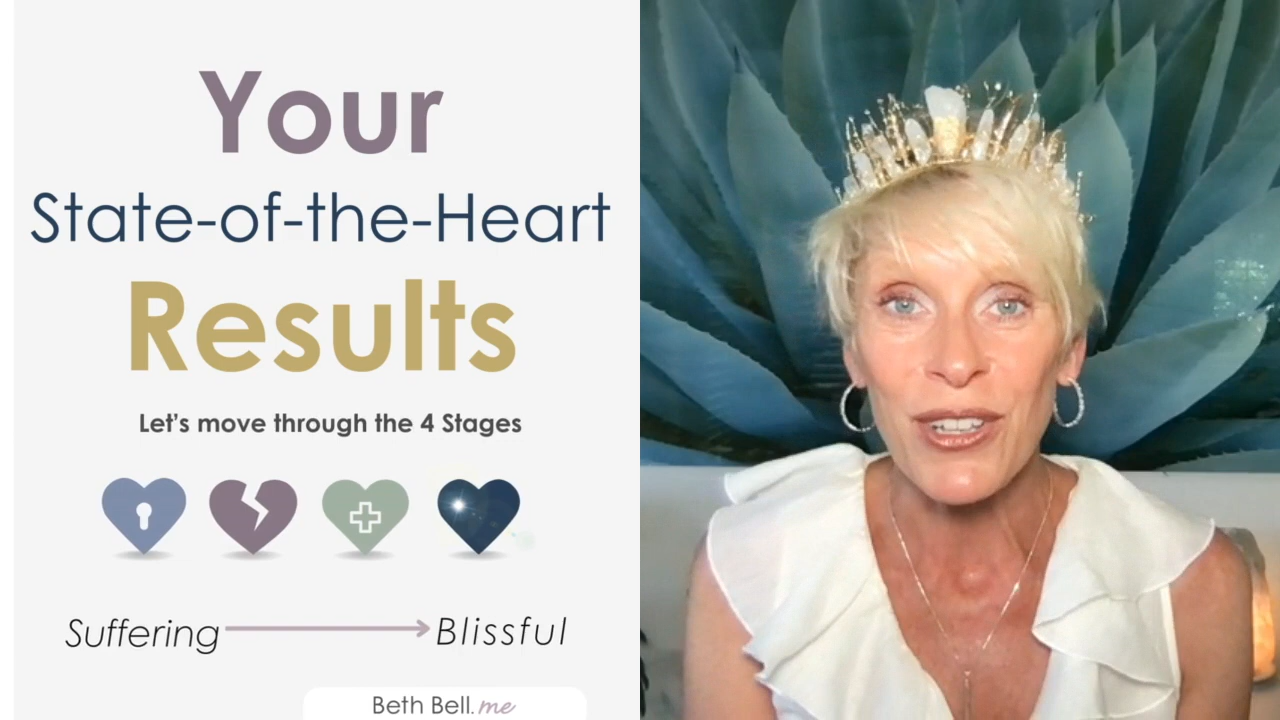 Your
State-of-the-Heart
Results
Let's move through the 4 Stages
Suffering Blissful
Beth Bell.me